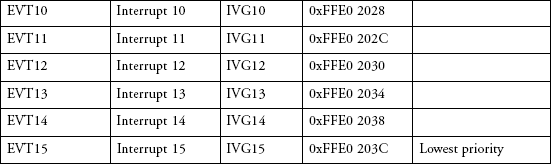 EVT10 Interrupt 10 IVG10 0xFFE0 2028
EVT11 Interrupt 11 IVG11 0xFFE0 202C
EVT12 Interrupt 12 IVG12 0xFFE0 2030
EVT13 Interrupt 13 IVG13 0xFFE0 2034
EVT14 Interrupt 14 IVG14 0xFFE0 2038
EVT15 Interrupt 15 IVG15 0xFFE0 203C Lowest priority